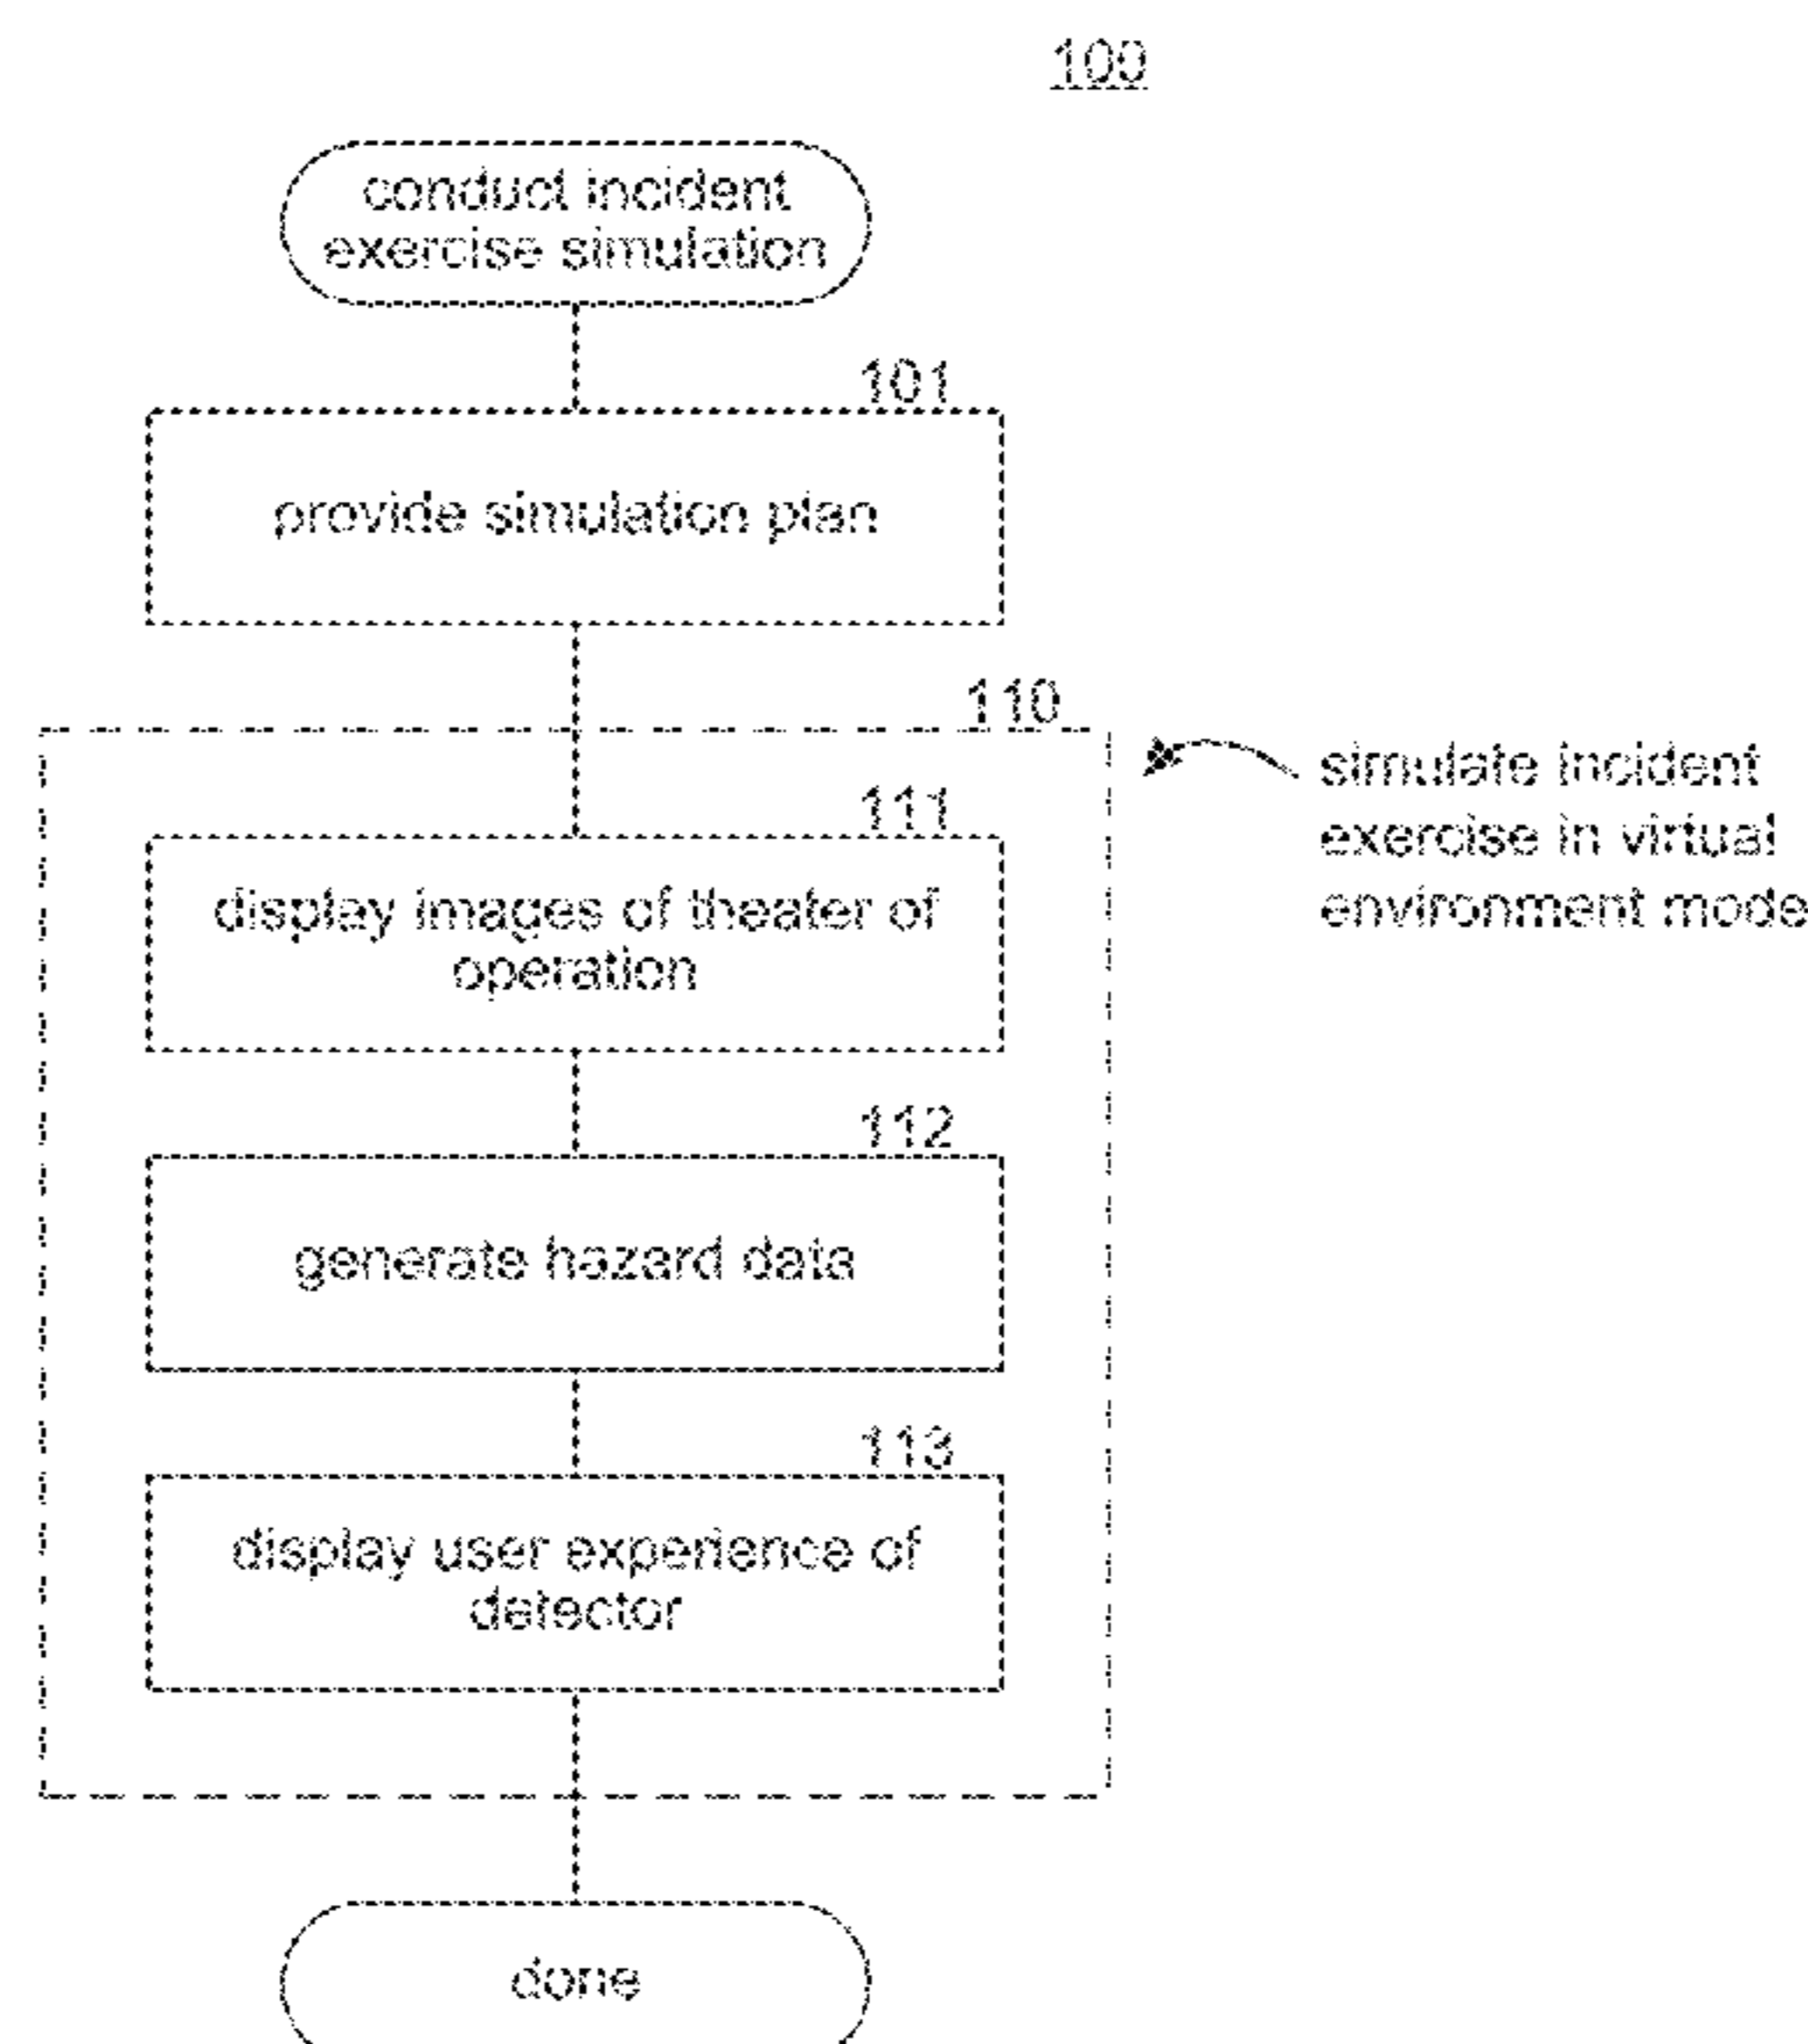 100
conduct incident
exercise simulation
101
provide simulation plan
110
simulate incident
exercise in virtual
environment mode
111
display images of theater of
operation
112
generate hazard data
113
display user experience of
detector
done